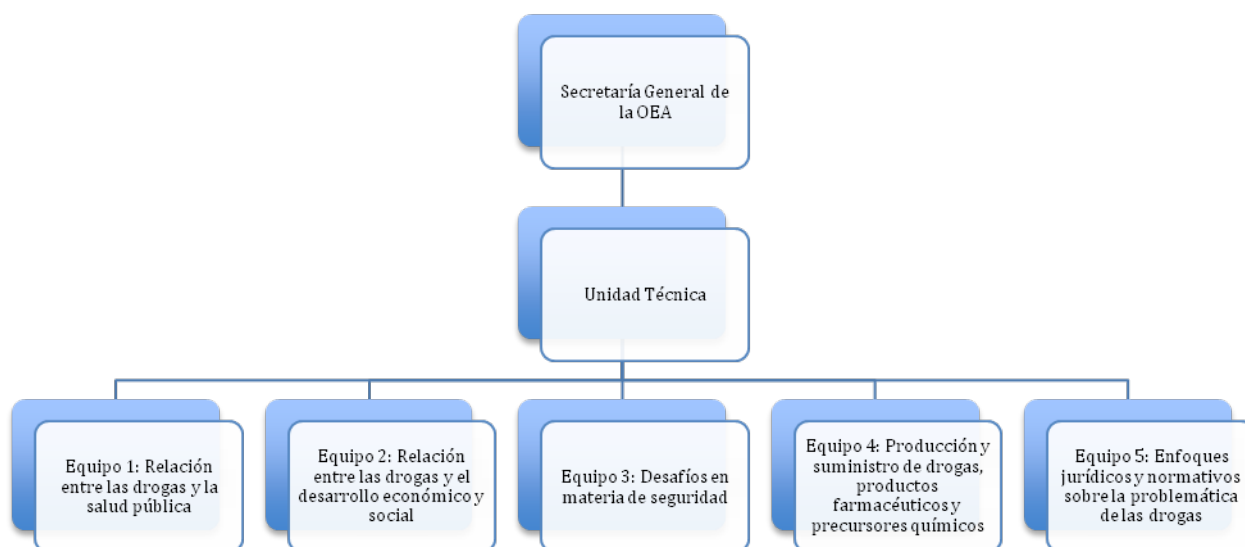 Secretaría General de
la OEA
Unidad Técnica
Equipo 1: Relación
entre las drogas y la
salud pública
Equipo 2: Relación
entre las drogas y el
desarrollo económico y
social
Equipo 3: Desafíos en
materia de seguridad
Equipo 4: Producción y
suministro de drogas,
productos
farmacéuticos y
precursores químicos
Equipo 5: Enfoques
jurídicos y normativos
sobre la problemática
de las drogas